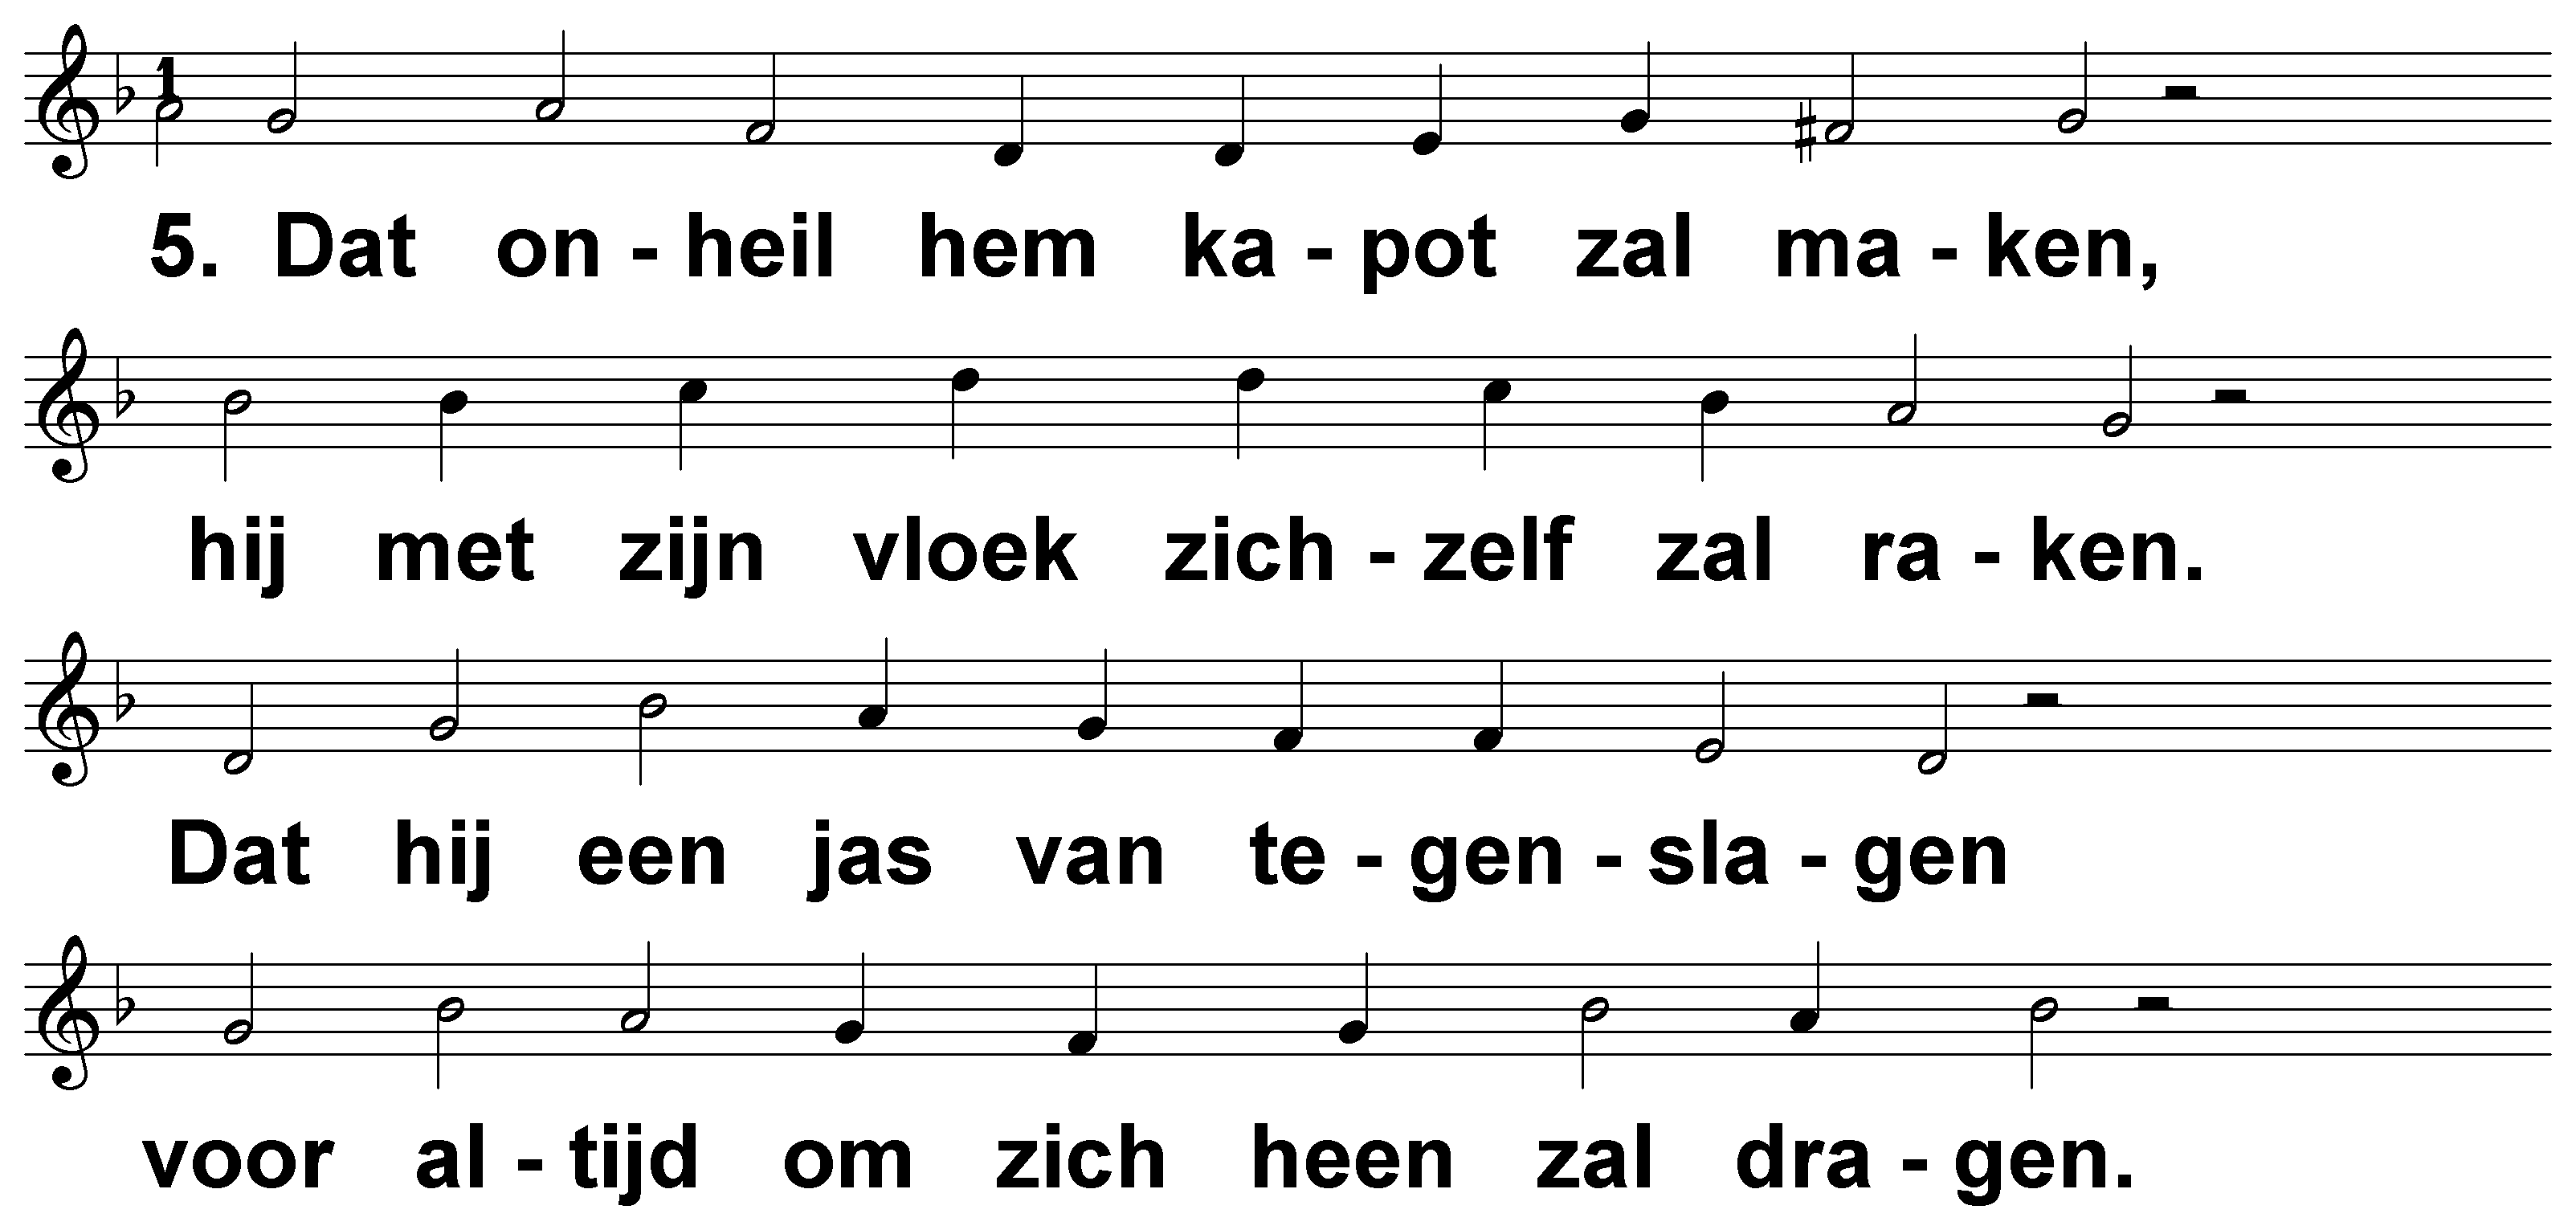 1
5. Dat on - heil hem ka - pot zal ma - ken,
hij met zijn vloek zich - zelf zal ra - ken.
Dat hij een jas van te - gen - sla - gen
voor al - tijd om zich heen zal dra - gen.